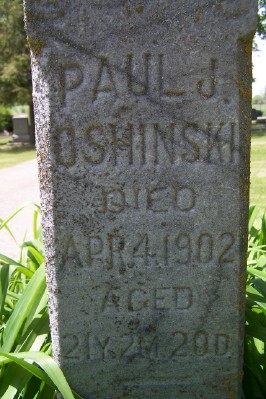 PAUL J.
OSHINSKI
DIED
APR. 4. 1902
AGED
21Y. 2M. 20D.